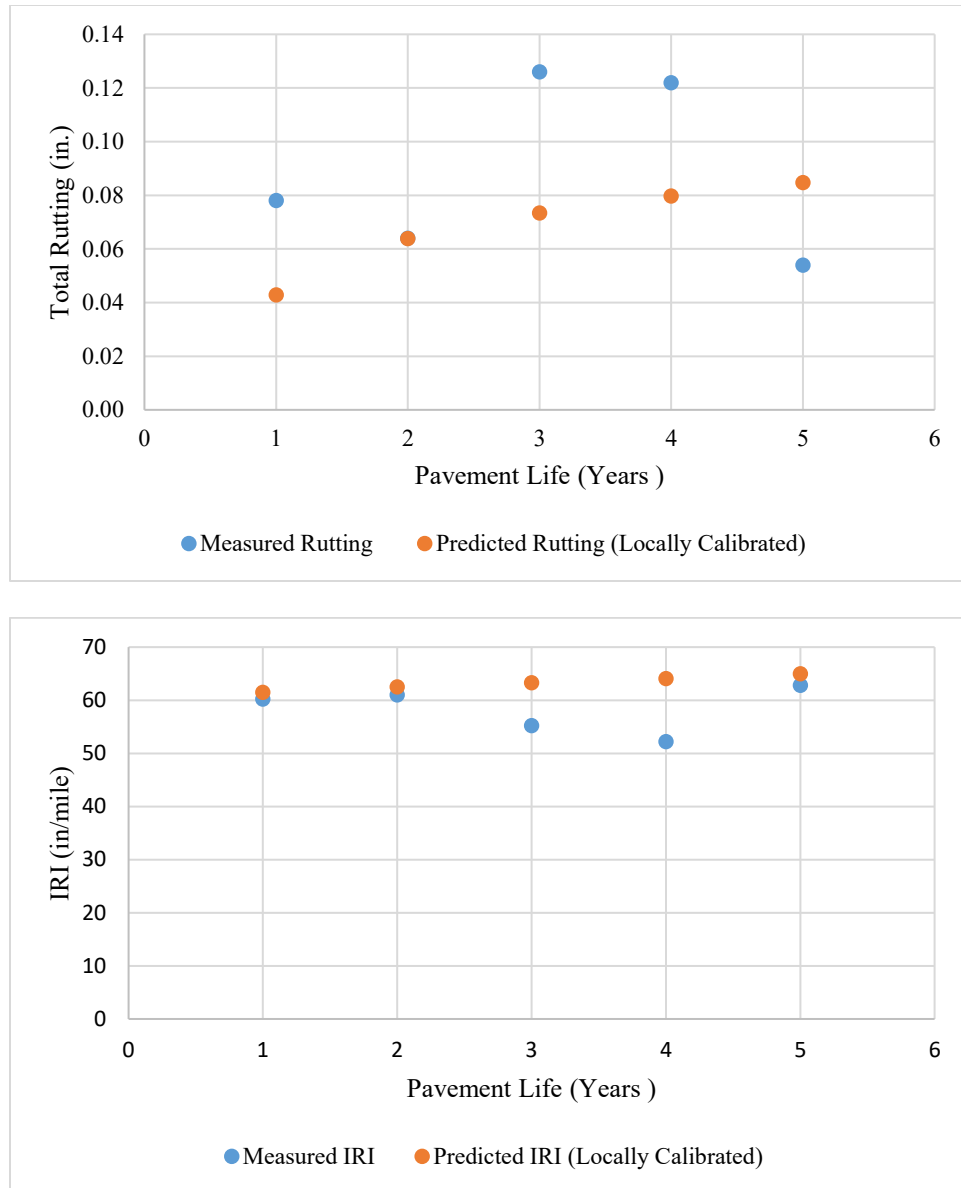 0.14
0.12
0.10
0.08
0.06
0.04
0.02
0.00
Total Rutting (in.)
0 1 2 3 4 5 6
Pavement Life (Years )
Measured Rutting Predicted Rutting (Locally Calibrated)
70
60
50
40
30
20
10
0
IRI (in/mile)
0 1 2 3 4 5 6
Pavement Life (Years )
Measured IRI Predicted IRI (Locally Calibrated)